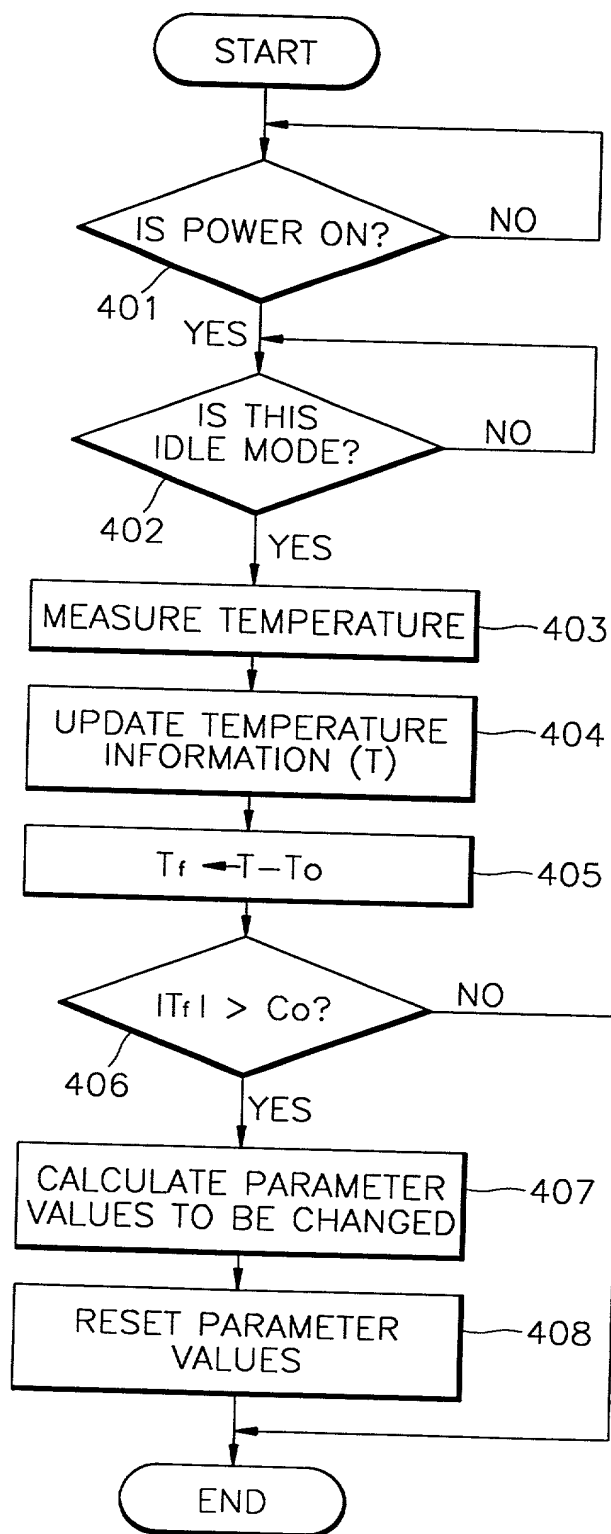 START
IS POWER ON?
NO
401
YES
IS THIS
IDLE MODE?
NO
402
YES
MEASURE TEMPERATURE
403
UPDATE TEMPERATURE
INFORMATION (T)
404
Tf ← T − To
405
|Tf| > Co?
NO
406
YES
CALCULATE PARAMETER
VALUES TO BE CHANGED
407
RESET PARAMETER
VALUES
408
END